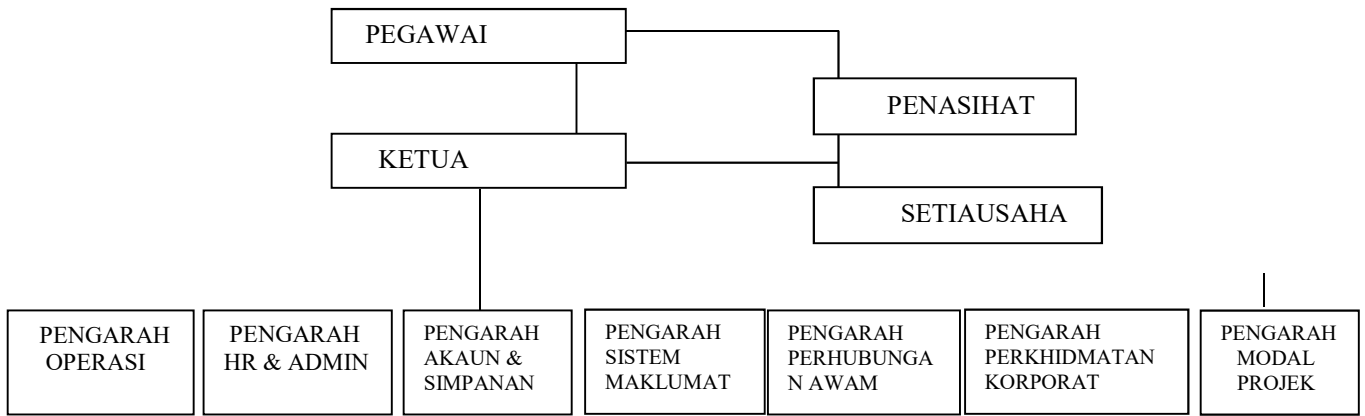 PEGAWAI
PENASIHAT
KETUA
SETIAUSAHA
PENGARAH
OPERASI
PENGARAH
HR & ADMIN
PENGARAH
AKAUN &
SIMPANAN
PENGARAH
SISTEM
MAKLUMAT
PENGARAH
PERHUBUNGA
N AWAM
PENGARAH
PERKHIDMATAN
KORPORAT
PENGARAH
MODAL
PROJEK